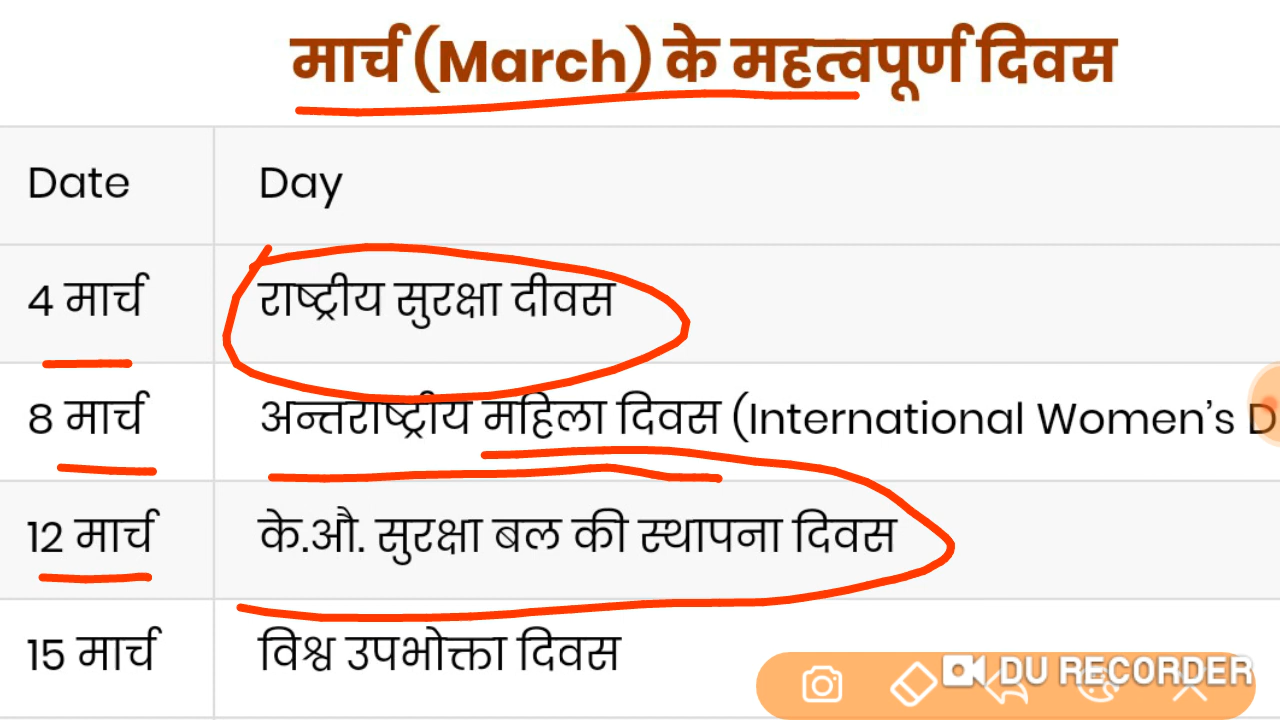 मार्च (March) के महत्वपूर्ण दिवस
Date Day
4 मार्च राष्ट्रीय सुरक्षा दीवस
8 मार्च अन्तराष्ट्रीय महिला दिवस (International Women’s D
12 मार्च के.औ. सुरक्षा बल की स्थापना दिवस
15 मार्च विश्व उपभोक्ता दिवस
DU RECORDER